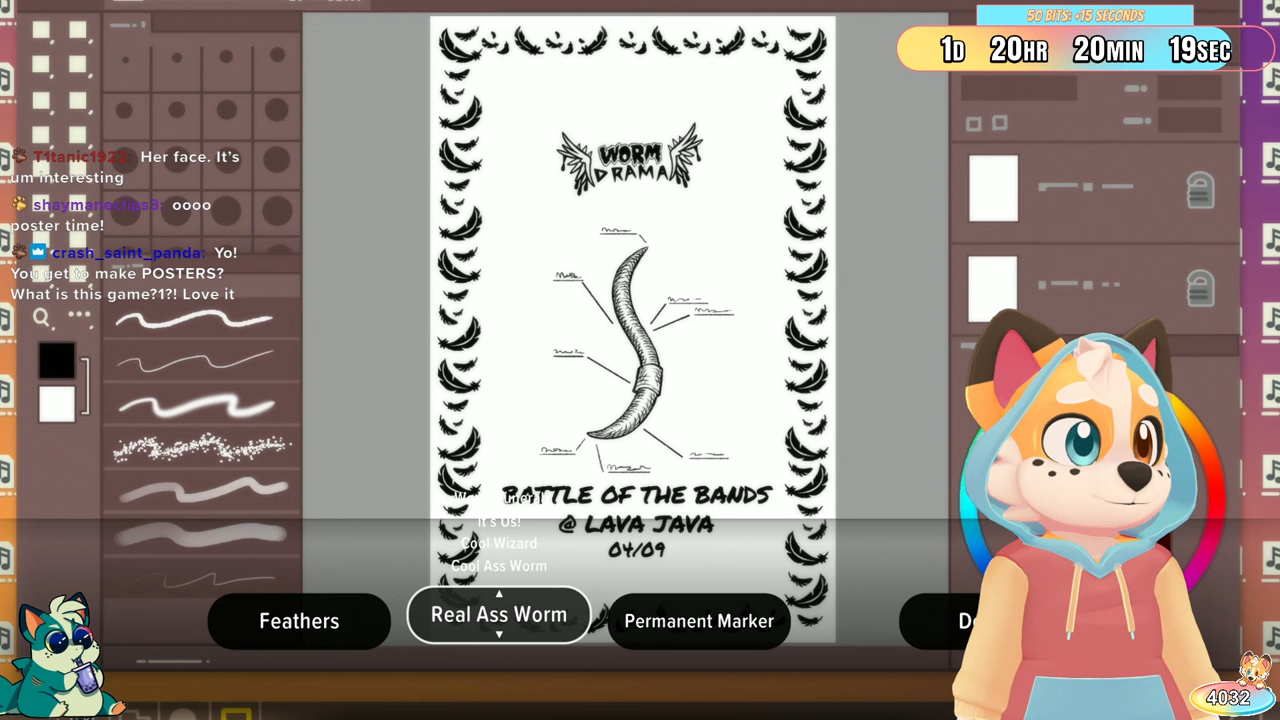 50 BITS: +15 SECONDS
1D 20HR 20MIN 19SEC
T1tanic1923: Her face. It's
um interesting
shaymanechips3: oooo
poster time!
crash_saint_panda: Yo!
You get to make POSTERS?
What is this game?1?! Love it
WORM
DRAMA
BATTLE OF THE BANDS
@ LAVA JAVA
04/09
It's Us!
Cool Wizard
Cool Ass Worm
Feathers
Real Ass Worm
Permanent Marker
4032